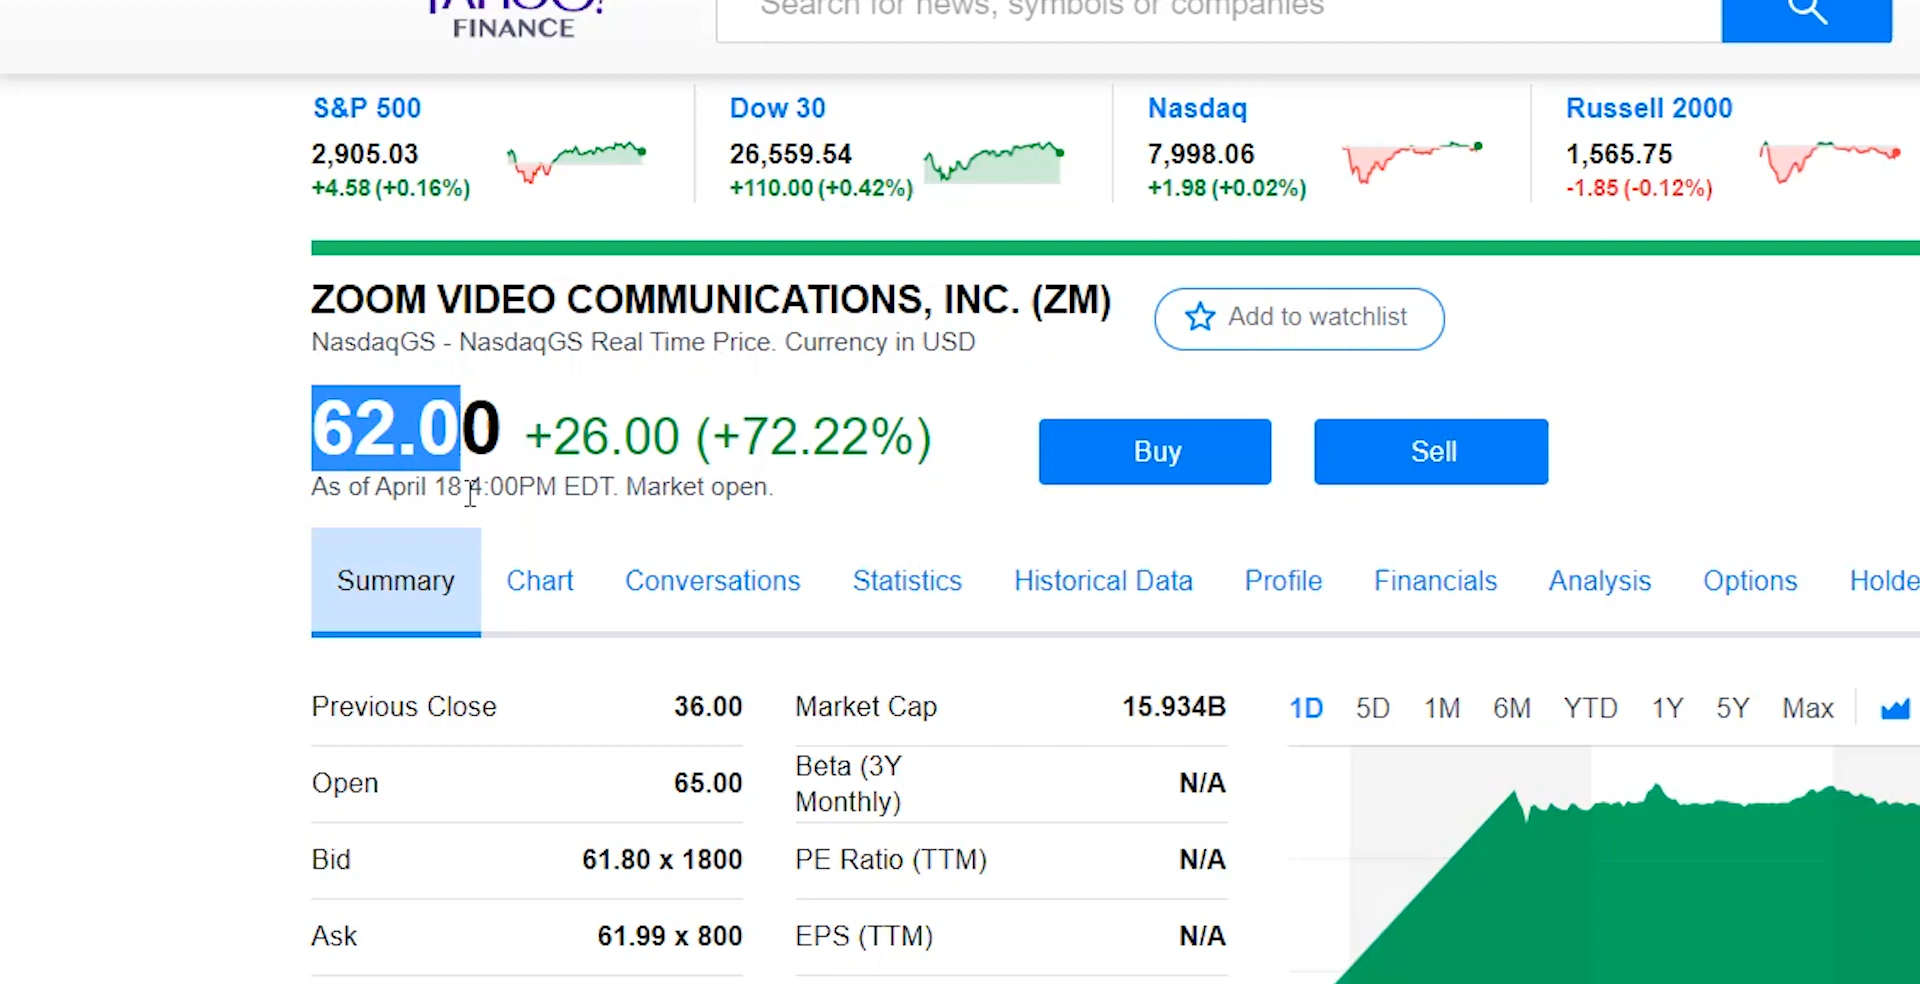 YAHOO!
FINANCE
Search for news, symbols or companies
S&P 500
2,905.03
+4.58 (+0.16%)
Dow 30
26,559.54
+110.00 (+0.42%)
Nasdaq
7,998.06
+1.98 (+0.02%)
Russell 2000
1,565.75
-1.85 (-0.12%)
ZOOM VIDEO COMMUNICATIONS, INC. (ZM)
Add to watchlist
NasdaqGS - NasdaqGS Real Time Price. Currency in USD
62.00 +26.00 (+72.22%)
Buy
Sell
As of April 18 4:00PM EDT. Market open.
Summary Chart Conversations Statistics Historical Data Profile Financials Analysis Options Holde
Previous Close 36.00
Open 65.00
Bid 61.80 x 1800
Ask 61.99 x 800
Market Cap 15.934B
Beta (3Y
Monthly) N/A
PE Ratio (TTM) N/A
EPS (TTM) N/A
1D 5D 1M 6M YTD 1Y 5Y Max